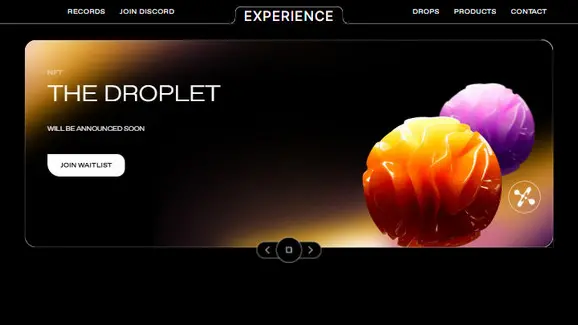 RECORDS
JOIN DISCORD
EXPERIENCE
DROPS
PRODUCTS
CONTACT
NFT
THE DROPLET
WILL BE ANNOUNCED SOON
JOIN WAITLIST